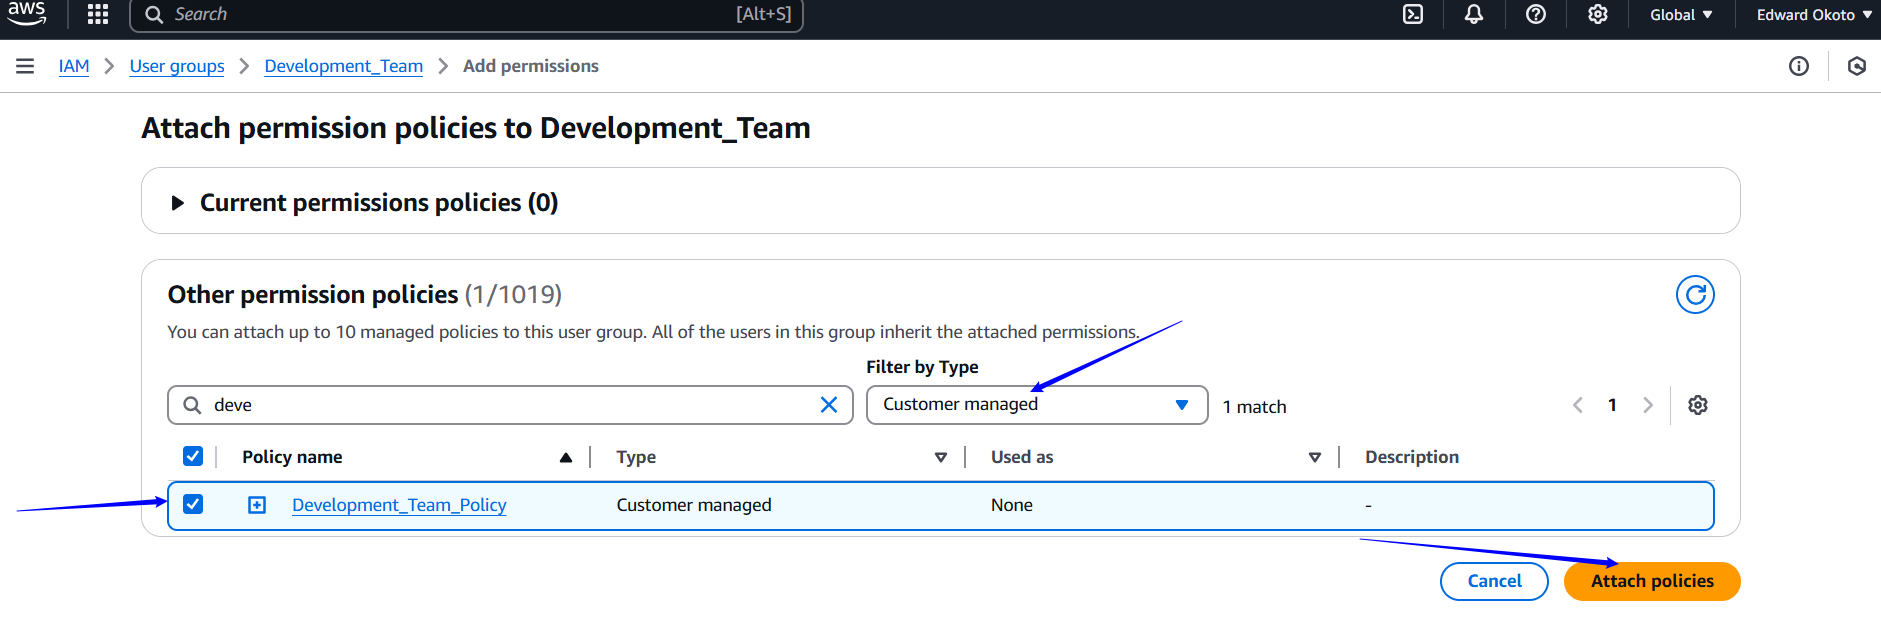 aws Search [Alt+S] Global Edward Okoto
IAM User groups Development_Team Add permissions
Attach permission policies to Development_Team
Current permissions policies (0)
Other permission policies (1/1019)
You can attach up to 10 managed policies to this user group. All of the users in this group inherit the attached permissions.
Filter by Type
deve Customer managed 1 match 1
Policy name Type Used as Description
Development_Team_Policy Customer managed None -
Cancel Attach policies